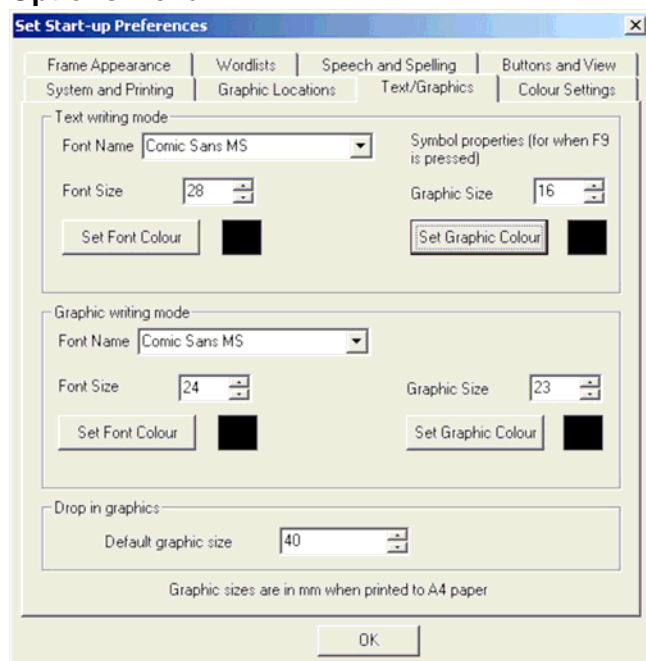 Set Start-up Preferences
Frame Appearance Wordlists Speech and Spelling Buttons and View
System and Printing Graphic Locations Text/Graphics Colour Settings
Text writing mode
Font Name Comic Sans MS
Symbol properties (for when F9
is pressed)
Font Size 28 Graphic Size 16
Set Font Colour Set Graphic Colour
Graphic writing mode
Font Name Comic Sans MS
Font Size 24 Graphic Size 23
Set Font Colour Set Graphic Colour
Drop in graphics
Default graphic size 40
Graphic sizes are in mm when printed to A4 paper
OK